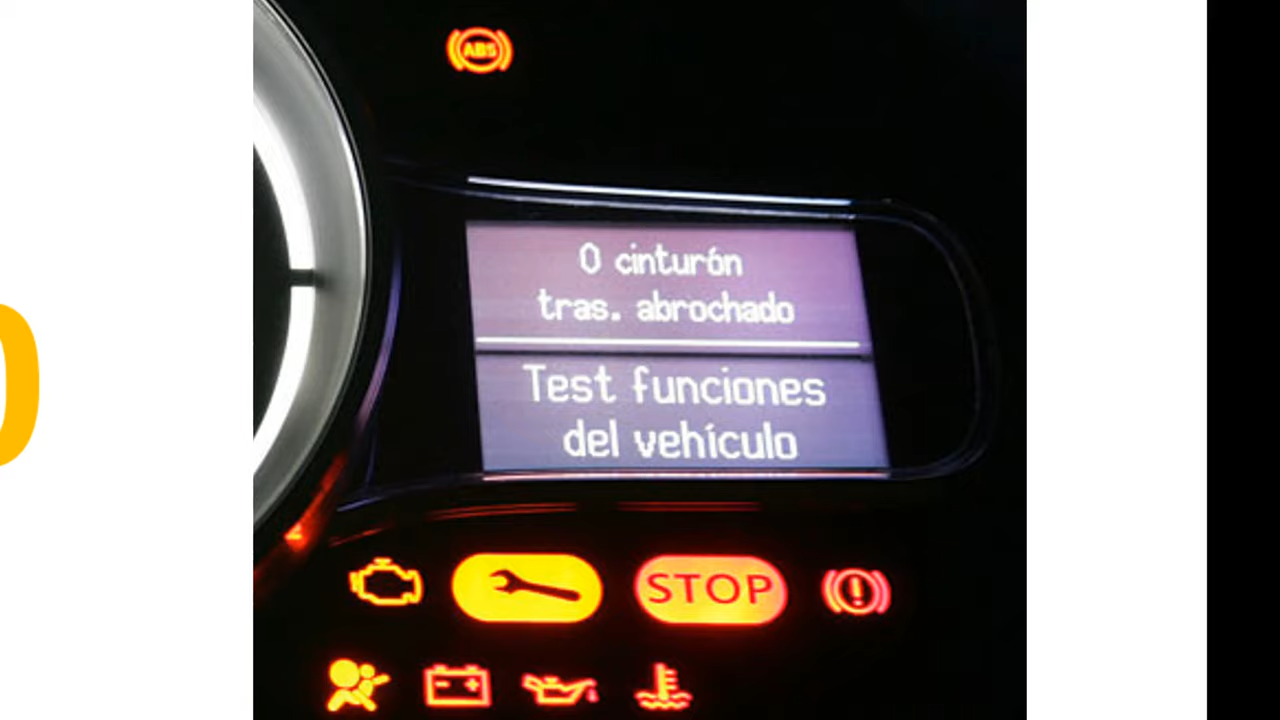 ABS
0 cinturón
tras. abrochado
Test funciones
del vehículo
STOP